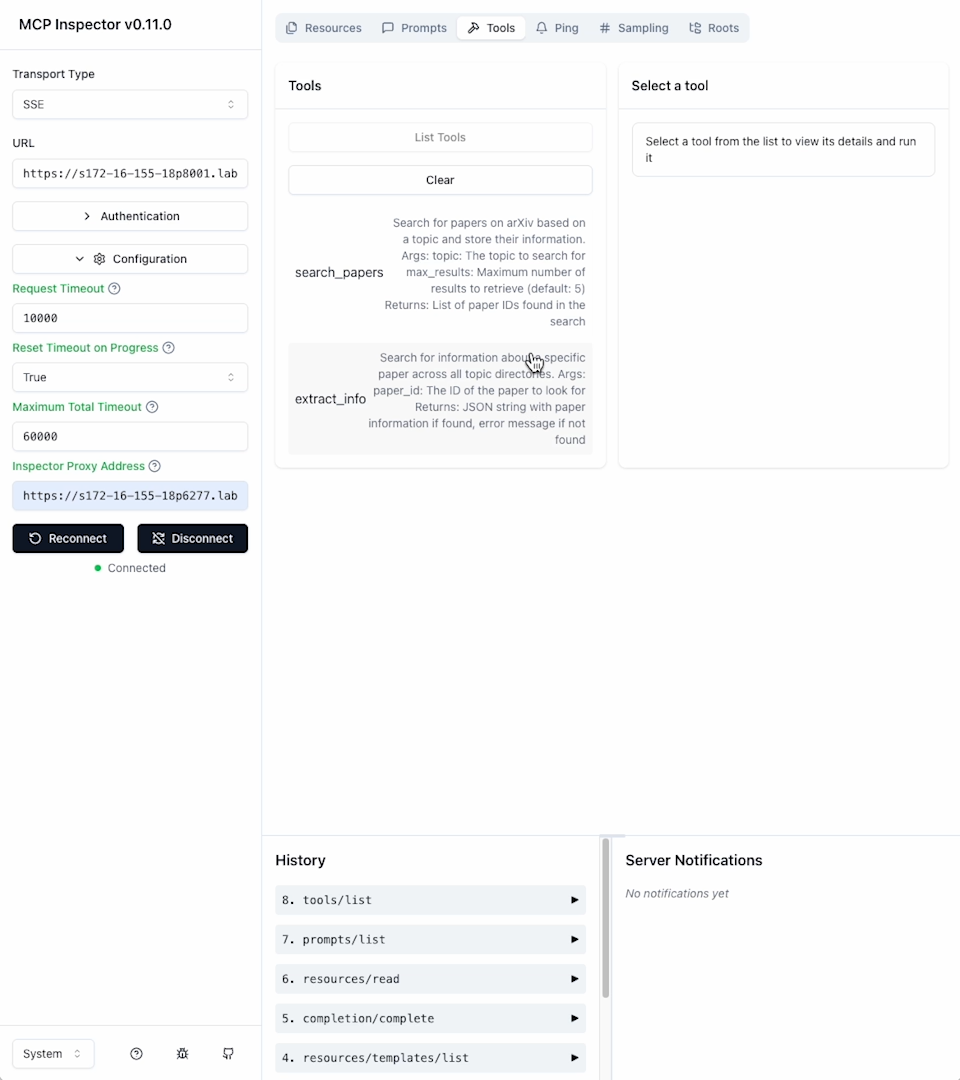 MCP Inspector v0.11.0
Transport Type
SSE
URL
https://s172-16-155-18p8001.lab
Authentication
Configuration
Request Timeout
10000
Reset Timeout on Progress
True
Maximum Total Timeout
60000
Inspector Proxy Address
https://s172-16-155-18p6277.lab
Reconnect
Disconnect
Connected
System
Resources
Prompts
Tools
Ping
Sampling
Roots
Tools
List Tools
Clear
search_papers
Search for papers on arXiv based on
a topic and store their information.
Args: topic: The topic to search for
max_results: Maximum number of
results to retrieve (default: 5)
Returns: List of paper IDs found in the
search
extract_info
Search for information about a specific
paper across all topic directories. Args:
paper_id: The ID of the paper to look for
Returns: JSON string with paper
information if found, error message if not
found
Select a tool
Select a tool from the list to view its details and run
it
History
8. tools/list
7. prompts/list
6. resources/read
5. completion/complete
4. resources/templates/list
Server Notifications
No notifications yet